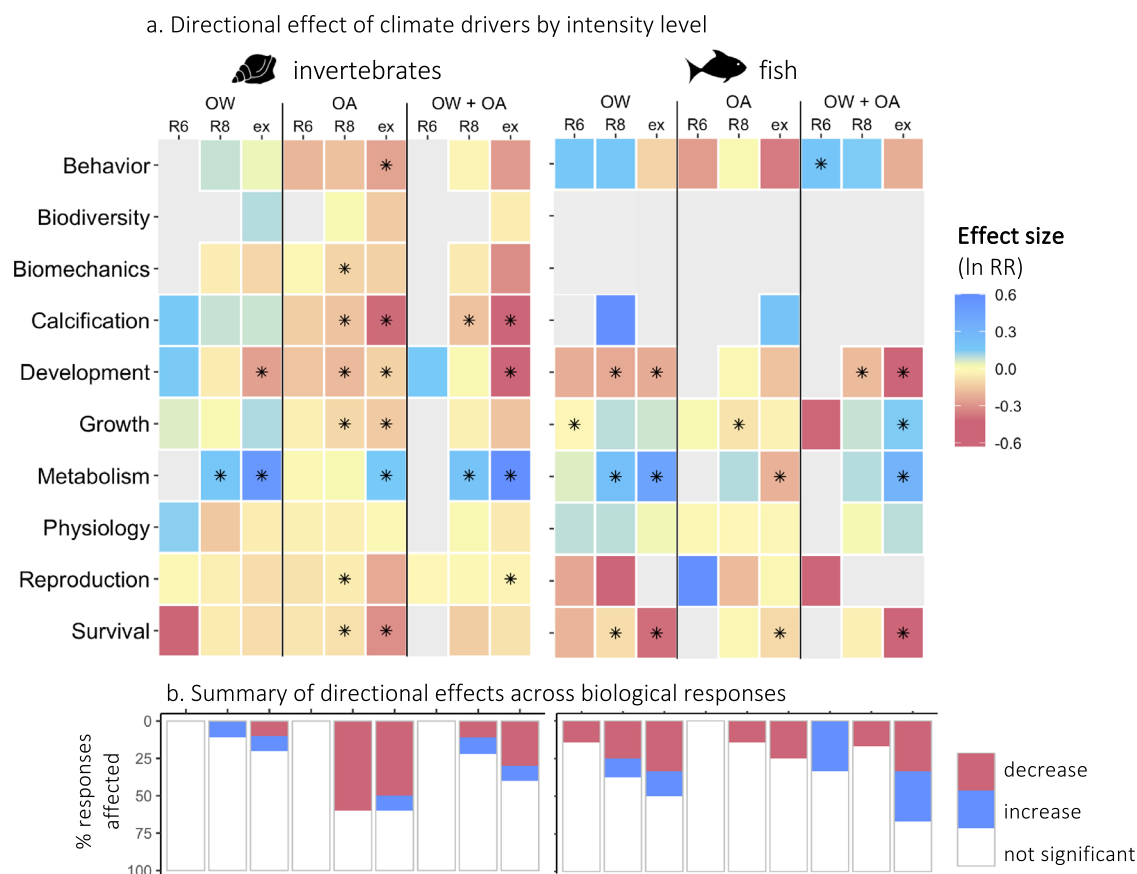 a. Directional effect of climate drivers by intensity level
invertebrates
fish
OW OA OW + OA OW OA OW + OA
R6 R8 ex R6 R8 ex R6 R8 ex R6 R8 ex R6 R8 ex R6 R8 ex
Behavior
Biodiversity
Biomechanics
Calcification
Development
Growth
Metabolism
Physiology
Reproduction
Survival
Effect size
(ln RR)
0.6
0.3
0.0
-0.3
-0.6
b. Summary of directional effects across biological responses
% responses
affected
0
25
50
75
100
decrease
increase
not significant